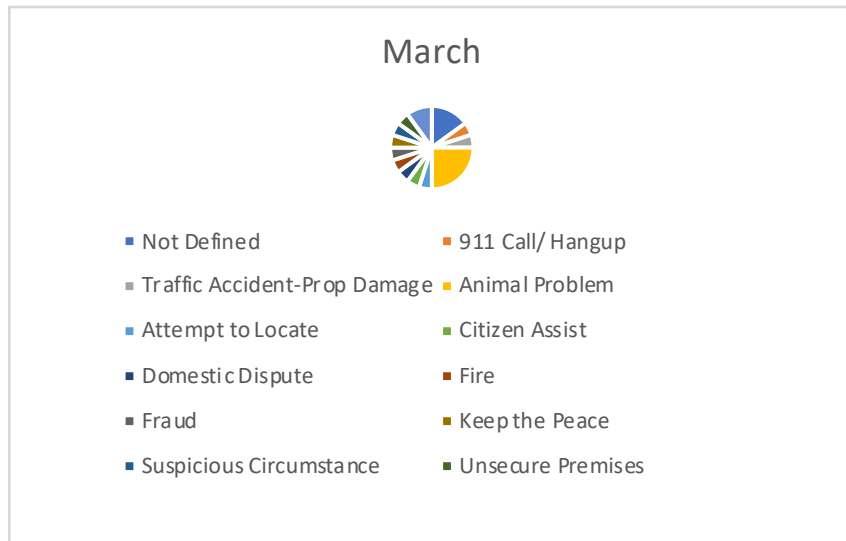 March
Not Defined
911 Call/ Hangup
Traffic Accident-Prop Damage
Animal Problem
Attempt to Locate
Citizen Assist
Domestic Dispute
Fire
Fraud
Keep the Peace
Suspicious Circumstance
Unsecure Premises